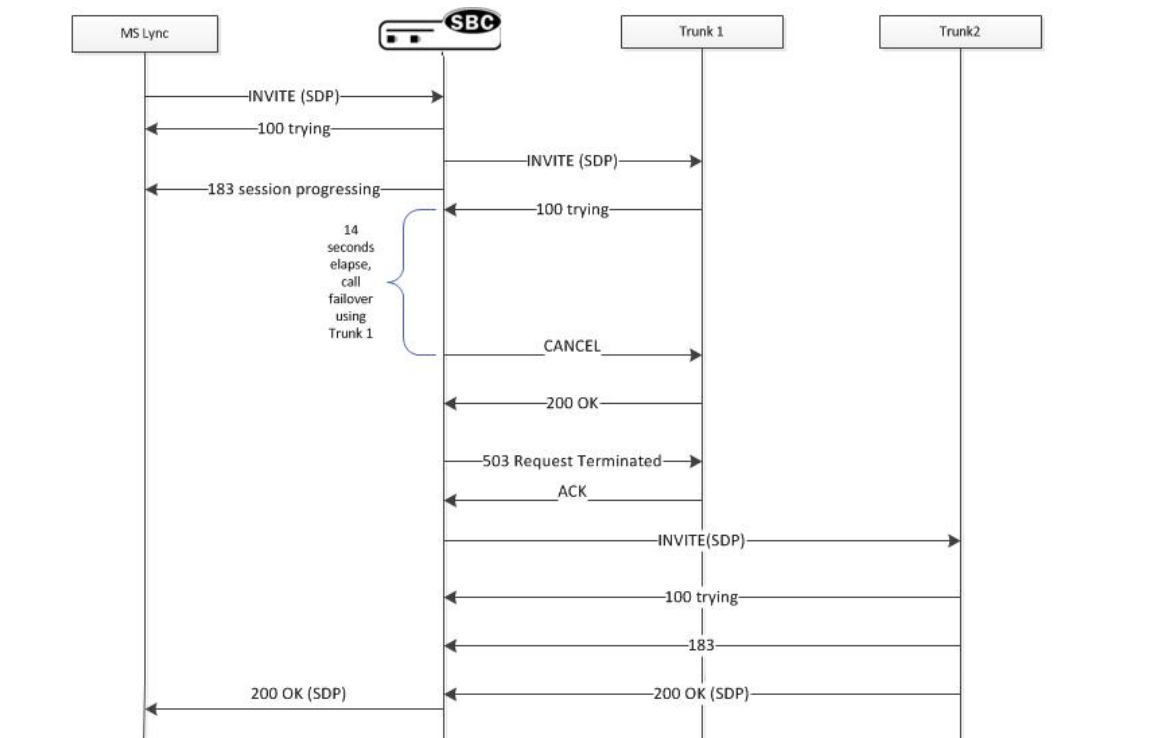 MS Lync
SBC
Trunk 1
Trunk2
INVITE (SDP)
100 trying
INVITE (SDP)
183 session progressing
100 trying
14
seconds
elapse,
call
failover
using
Trunk 1
CANCEL
200 OK
503 Request Terminated
ACK
INVITE(SDP)
100 trying
183
200 OK (SDP)
200 OK (SDP)